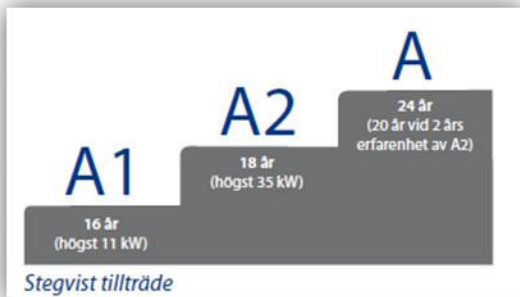 A
24 år
(20 år vid 2 års
erfarenhet av A2)
A2
18 år
(högst 35 kW)
A1
16 år
(högst 11 kW)
Stegvist tillträde